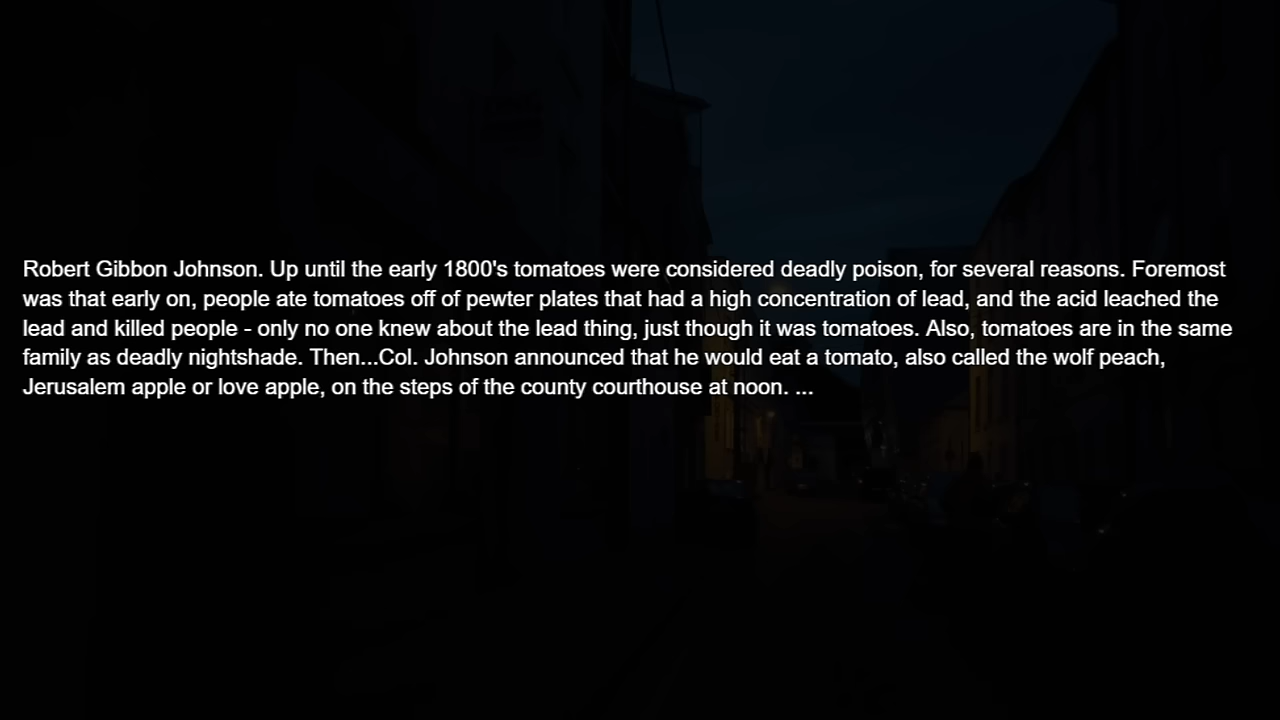 Robert Gibbon Johnson. Up until the early 1800's tomatoes were considered deadly poison, for several reasons. Foremost
was that early on, people ate tomatoes off of pewter plates that had a high concentration of lead, and the acid leached the
lead and killed people - only no one knew about the lead thing, just though it was tomatoes. Also, tomatoes are in the same
family as deadly nightshade. Then...Col. Johnson announced that he would eat a tomato, also called the wolf peach,
Jerusalem apple or love apple, on the steps of the county courthouse at noon. ...